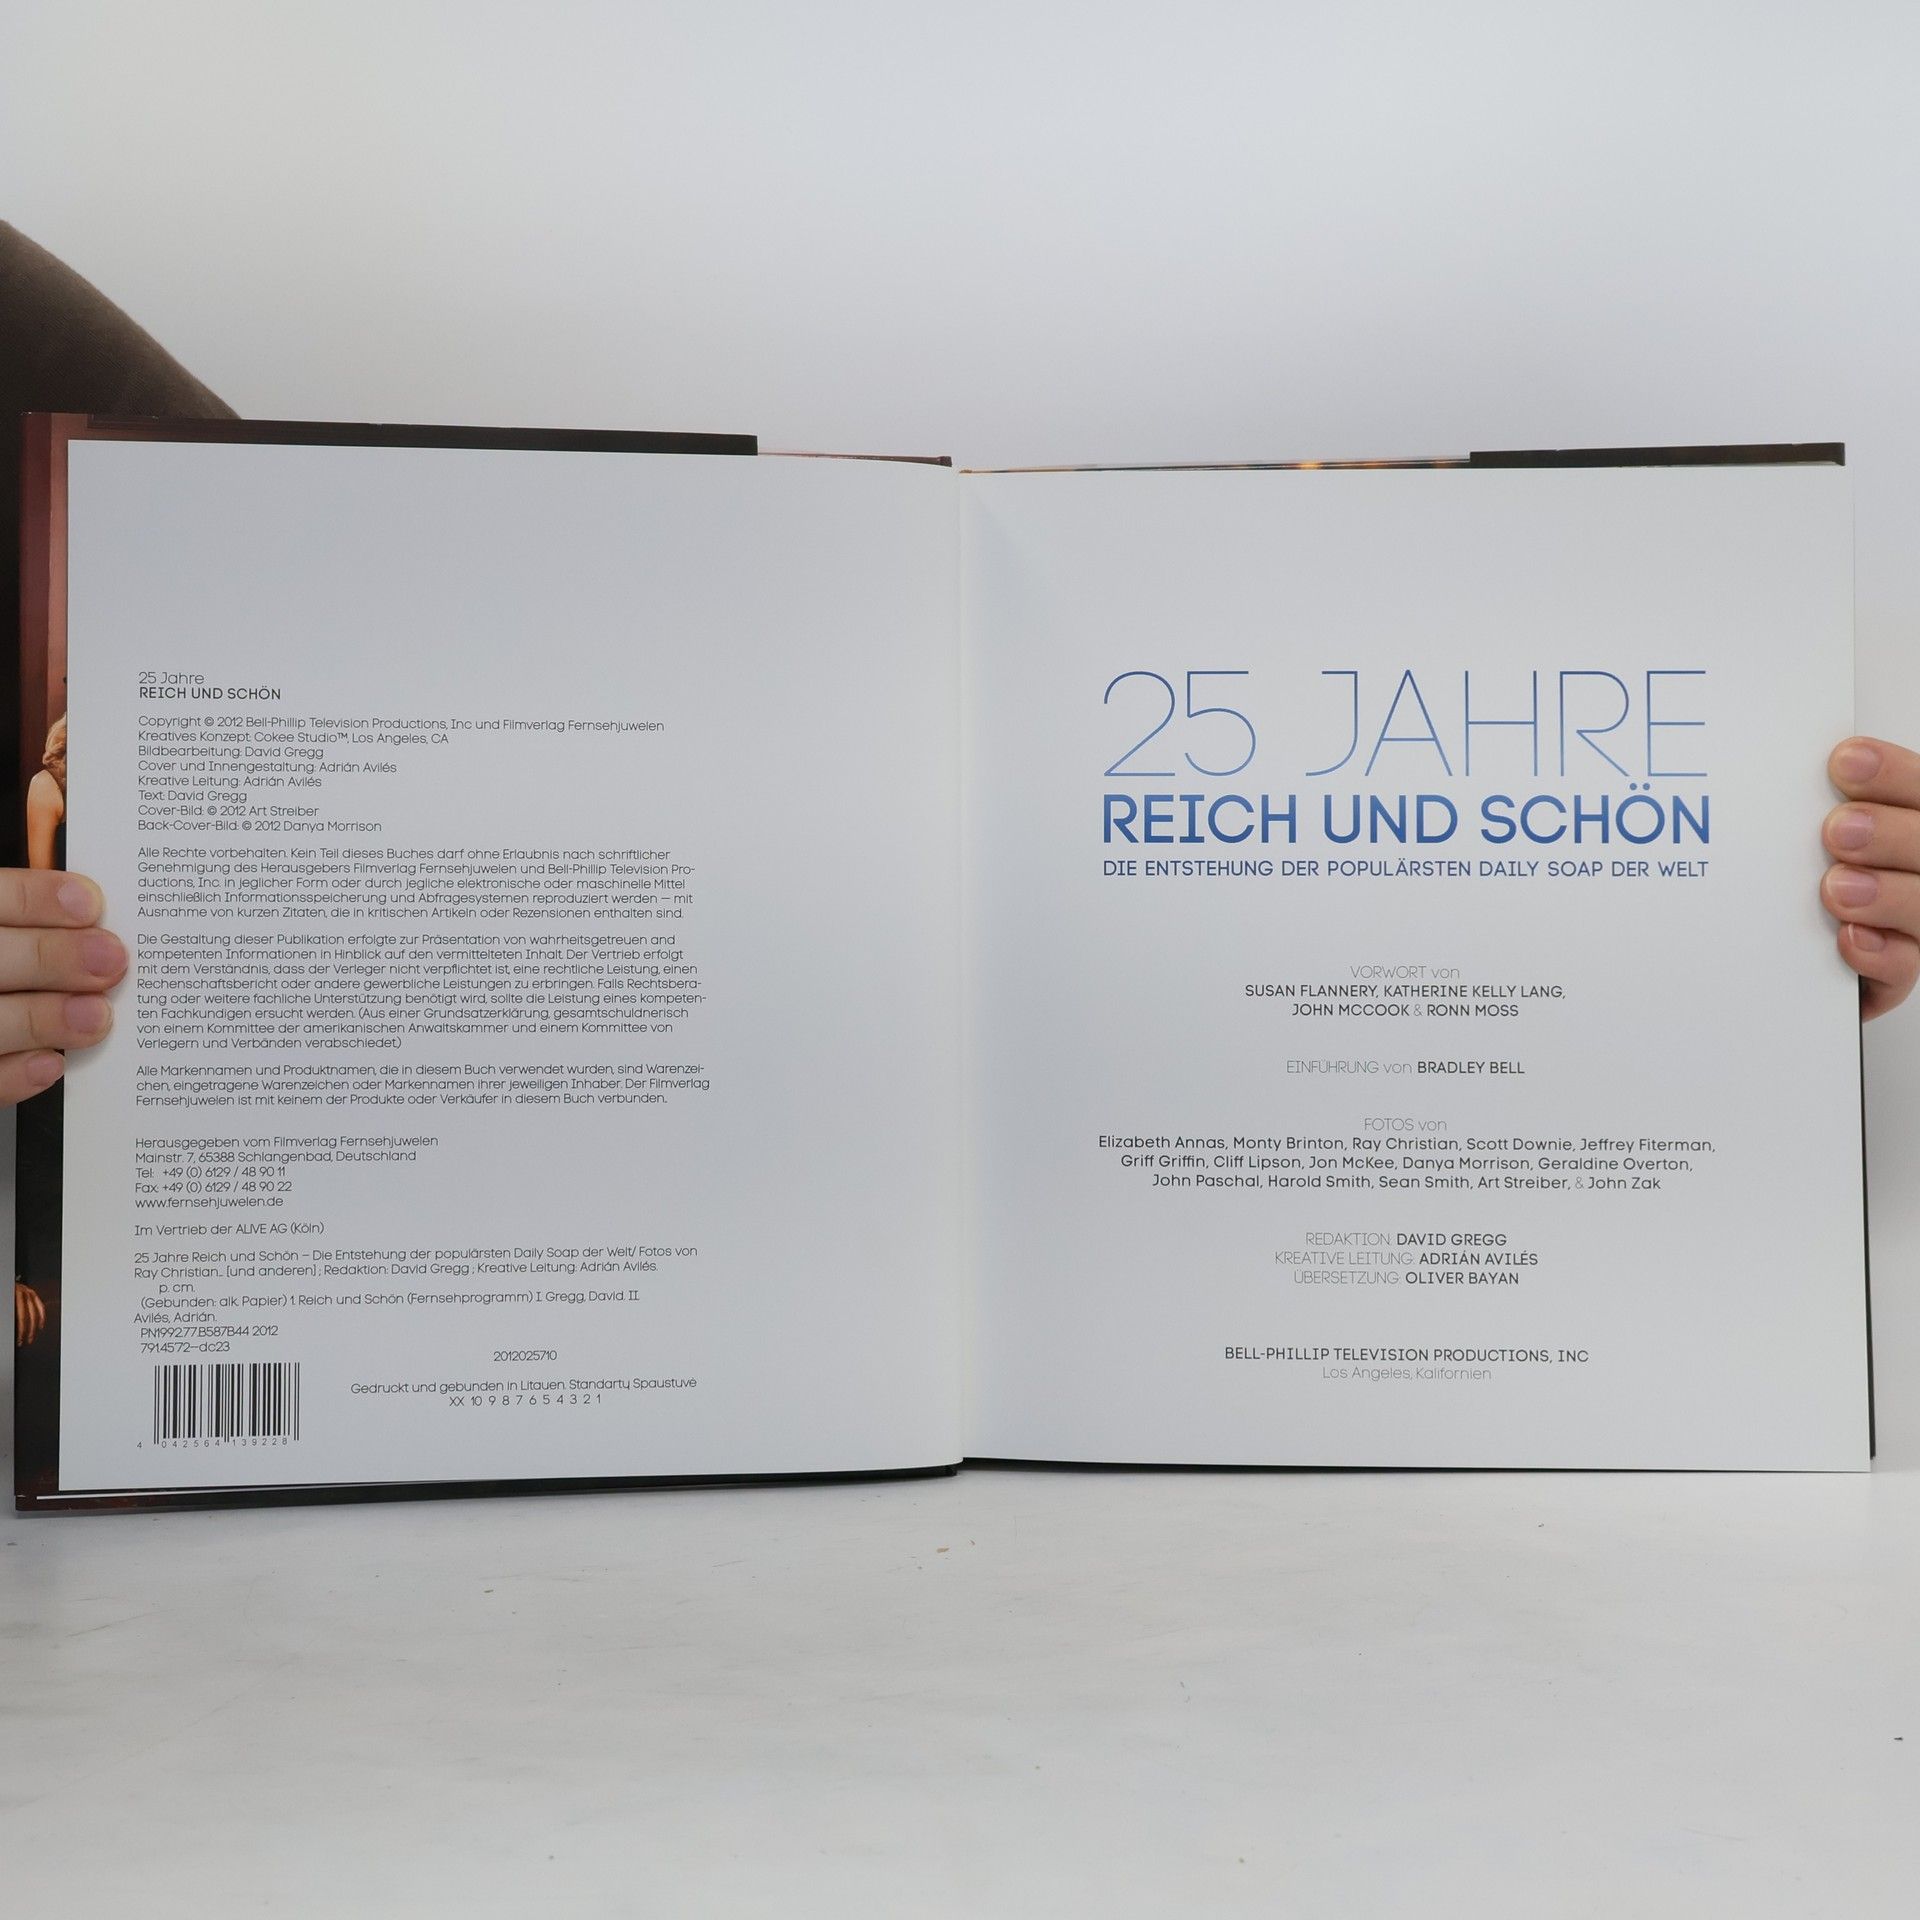 25 Jahre
REICH UND SCHÖN
Copyright © 2012 Bell-Phillip Television Productions, Inc und Filmverlag Fernsehjuwelen
Kreatives Konzept: Cokee Studio™, Los Angeles, CA
Bildbearbeitung: David Gregg
Cover und Innengestaltung: Adrián Avilés
Kreative Leitung: Adrián Avilés
Text: David Gregg
Cover-Bild: © 2012 Art Streiber
Back-Cover-Bild: © 2012 Danya Morrison
Alle Rechte vorbehalten. Kein Teil dieses Buches darf ohne Erlaubnis nach schriftlicher
Genehmigung des Herausgebers Filmverlag Fernsehjuwelen und Bell-Phillip Television Pro-
ductions, Inc. in jeglicher Form oder durch jegliche elektronische oder maschinelle Mittel
einschließlich Informationsspeicherung und Abfragesystemen reproduziert werden — mit
Ausnahme von kurzen Zitaten, die in kritischen Artikeln oder Rezensionen enthalten sind.
Die Gestaltung dieser Publikation erfolgte zur Präsentation von wahrheitsgetreuen and
kompetenten Informationen in Hinblick auf den vermittelteten Inhalt. Der Vertrieb erfolgt
mit dem Verständnis, dass der Verleger nicht verpflichtet ist, eine rechtliche Leistung, einen
Rechenschaftsbericht oder andere gewerbliche Leistungen zu erbringen. Falls Rechtsbera-
tung oder weitere fachliche Unterstützung benötigt wird, sollte die Leistung eines kompeten-
ten Fachkundigen ersucht werden. (Aus einer Grundsatzerklärung, gesamtschuldnerisch
von einem Kommittee der amerikanischen Anwaltskammer und einem Kommittee von
Verlegern und Verbänden verabschiedet.)
Alle Markennamen und Produktnamen, die in diesem Buch verwendet wurden, sind Warenzei-
chen, eingetragene Warenzeichen oder Markennamen ihrer jeweiligen Inhaber. Der Filmverlag
Fernsehjuwelen ist mit keinem der Produkte oder Verkäufer in diesem Buch verbunden..
Herausgegeben vom Filmverlag Fernsehjuwelen
Mainstr. 7, 65388 Schlangenbad, Deutschland
Tel: +49 (0) 6129 / 48 90 11
Fax: +49 (0) 6129 / 48 90 22
www.fernsehjuwelen.de
Im Vertrieb der ALIVE AG (Köln)
25 Jahre Reich und Schön – Die Entstehung der populärsten Daily Soap der Welt/ Fotos von
Ray Christian... [und anderen] ; Redaktion: David Gregg ; Kreative Leitung: Adrián Avilés.
p. cm.
(Gebunden: alk. Papier) 1. Reich und Schön (Fernsehprogramm) I. Gregg, David. II.
Avilés, Adrián.
PN1992.77.B587B44 2012
791.4572—dc23
2012025710
Gedruckt und gebunden in Litauen. Standartų Spaustuvė
XX 10 9 8 7 6 5 4 3 2 1
4 042564 139228
25 JAHRE
REICH UND SCHÖN
DIE ENTSTEHUNG DER POPULÄRSTEN DAILY SOAP DER WELT
VORWORT von
SUSAN FLANNERY, KATHERINE KELLY LANG,
JOHN MCCOOK & RONN MOSS
EINFÜHRUNG von BRADLEY BELL
FOTOS von
Elizabeth Annas, Monty Brinton, Ray Christian, Scott Downie, Jeffrey Fiterman,
Griff Griffin, Cliff Lipson, Jon McKee, Danya Morrison, Geraldine Overton,
John Paschal, Harold Smith, Sean Smith, Art Streiber, & John Zak
REDAKTION: DAVID GREGG
KREATIVE LEITUNG: ADRIÁN AVILÉS
ÜBERSETZUNG: OLIVER BAYAN
BELL-PHILLIP TELEVISION PRODUCTIONS, INC
Los Angeles, Kalifornien